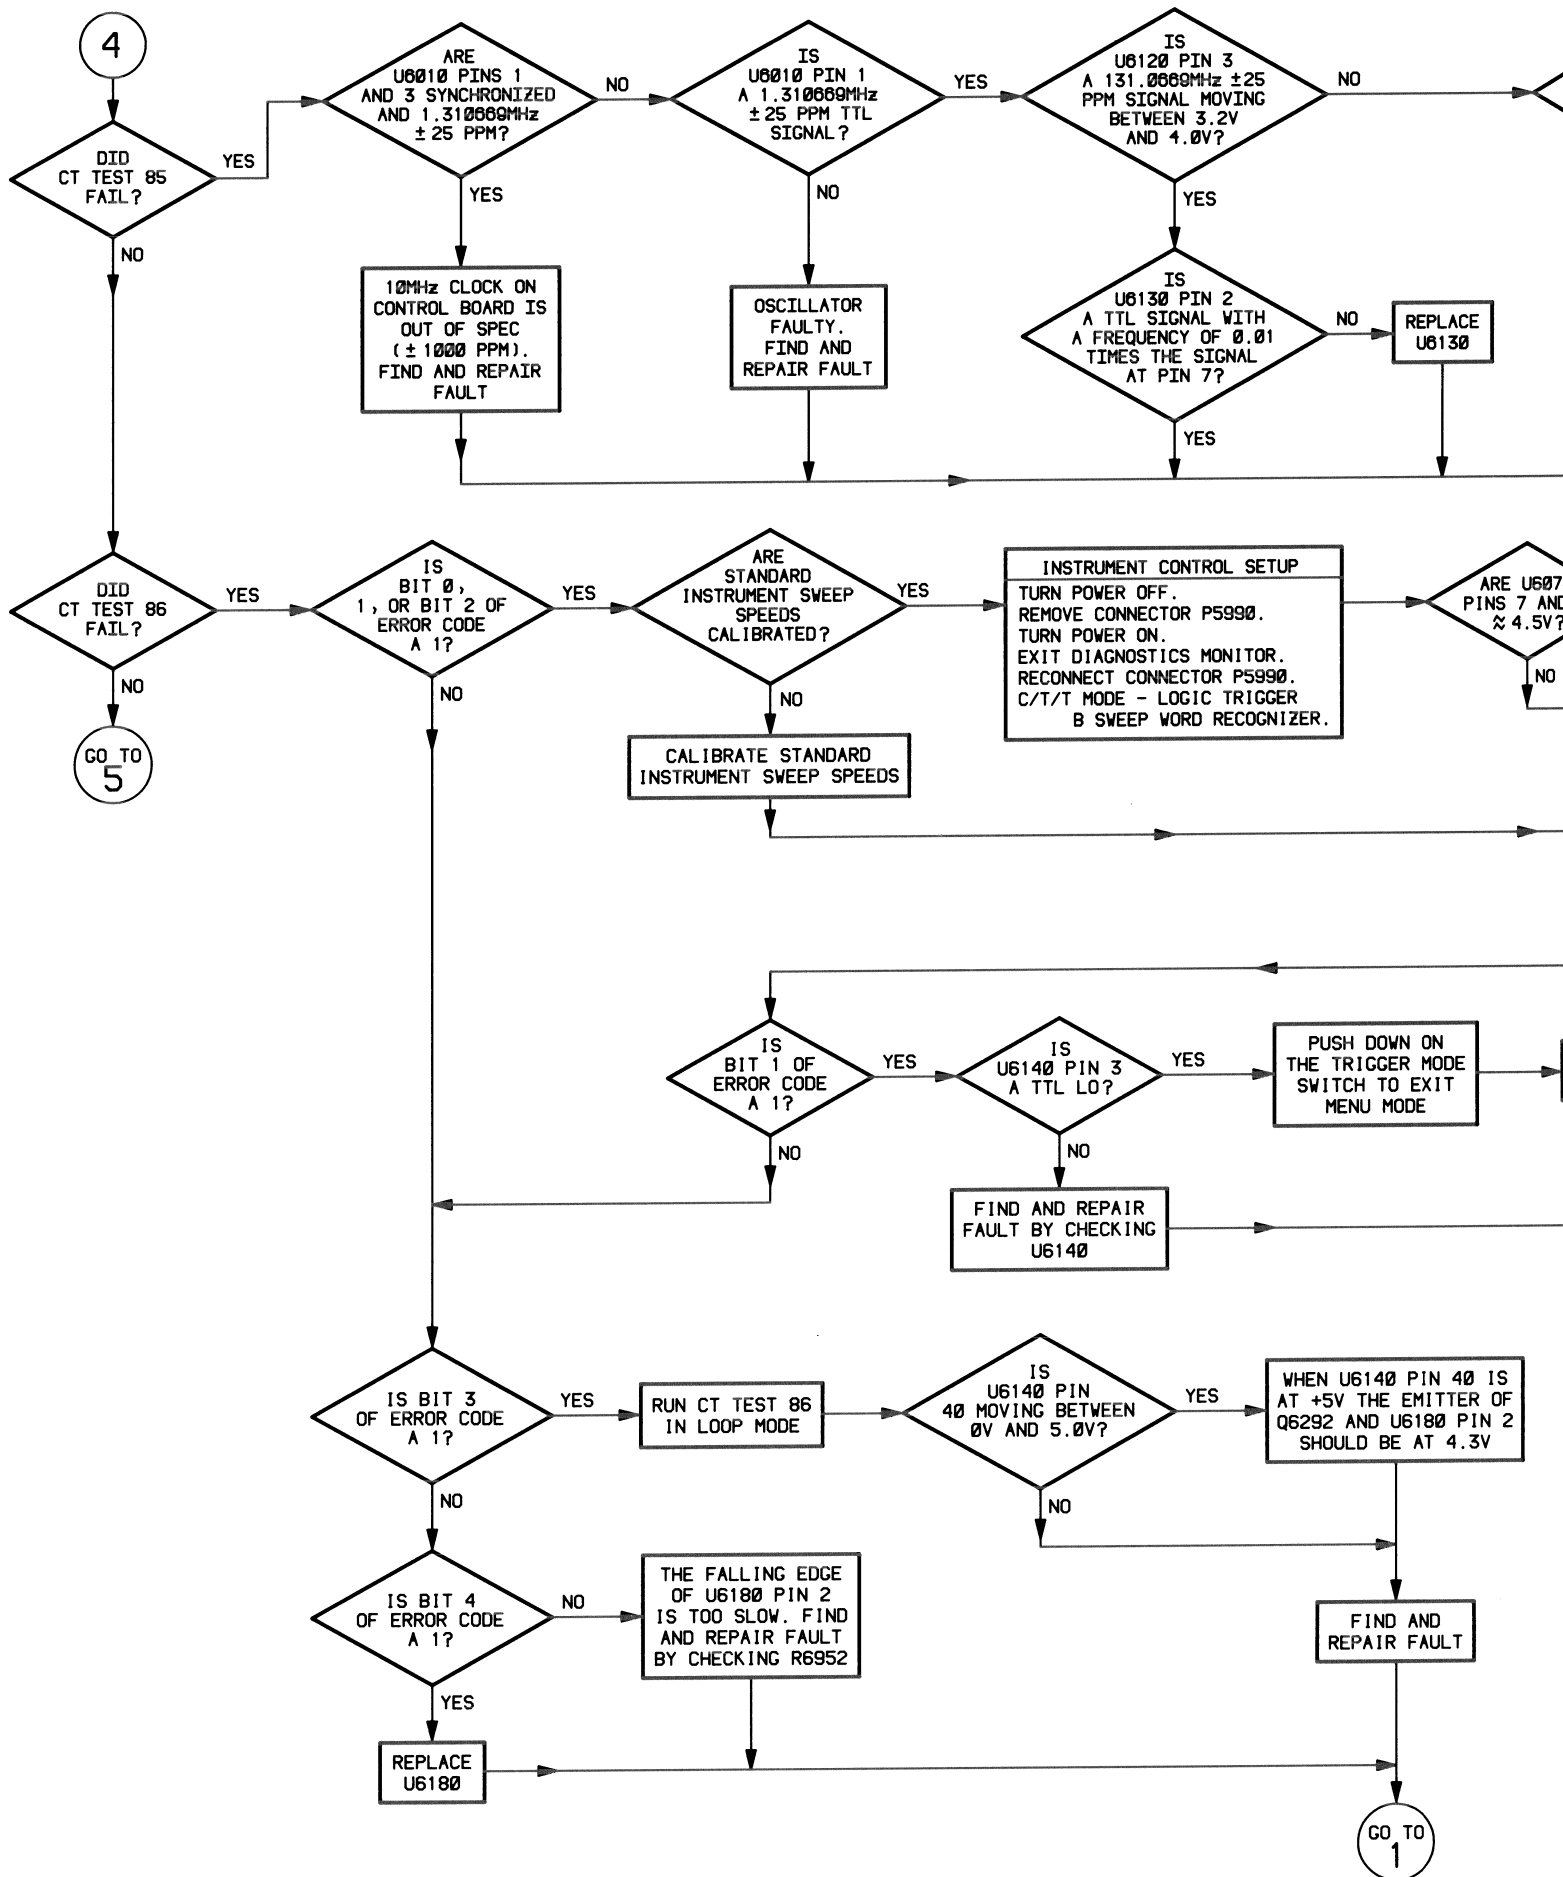 4
DID
CT TEST 85
FAIL?
YES
NO
ARE
U6010 PINS 1
AND 3 SYNCHRONIZED
AND 1.310669MHz
±25 PPM?
NO
YES
10MHz CLOCK ON
CONTROL BOARD IS
OUT OF SPEC
(±1000 PPM).
FIND AND REPAIR
FAULT
IS
U6010 PIN 1
A 1.310669MHz
±25 PPM TTL
SIGNAL?
YES
NO
OSCILLATOR
FAULTY.
FIND AND
REPAIR FAULT
IS
U6120 PIN 3
A 131.0669MHz ±25
PPM SIGNAL MOVING
BETWEEN 3.2V
AND 4.0V?
NO
YES
IS
U6130 PIN 2
A TTL SIGNAL WITH
A FREQUENCY OF 0.01
TIMES THE SIGNAL
AT PIN 7?
NO
YES
REPLACE
U6130
DID
CT TEST 86
FAIL?
YES
NO
GO TO
5
IS
BIT 0,
1, OR BIT 2 OF
ERROR CODE
A 1?
YES
NO
ARE
STANDARD
INSTRUMENT SWEEP
SPEEDS
CALIBRATED?
YES
NO
CALIBRATE STANDARD
INSTRUMENT SWEEP SPEEDS
INSTRUMENT CONTROL SETUP
TURN POWER OFF.
REMOVE CONNECTOR P5990.
TURN POWER ON.
EXIT DIAGNOSTICS MONITOR.
RECONNECT CONNECTOR P5990.
C/T/T MODE - LOGIC TRIGGER
B SWEEP WORD RECOGNIZER.
ARE U607
PINS 7 AND
≈ 4.5V?
NO
IS
BIT 1 OF
ERROR CODE
A 1?
YES
NO
IS
U6140 PIN 3
A TTL LO?
YES
NO
PUSH DOWN ON
THE TRIGGER MODE
SWITCH TO EXIT
MENU MODE
FIND AND REPAIR
FAULT BY CHECKING
U6140
IS BIT 3
OF ERROR CODE
A 1?
YES
NO
RUN CT TEST 86
IN LOOP MODE
IS
U6140 PIN
40 MOVING BETWEEN
0V AND 5.0V?
YES
NO
WHEN U6140 PIN 40 IS
AT +5V THE EMITTER OF
Q6292 AND U6180 PIN 2
SHOULD BE AT 4.3V
IS BIT 4
OF ERROR CODE
A 1?
NO
YES
THE FALLING EDGE
OF U6180 PIN 2
IS TOO SLOW. FIND
AND REPAIR FAULT
BY CHECKING R6952
FIND AND
REPAIR FAULT
REPLACE
U6180
GO TO
1